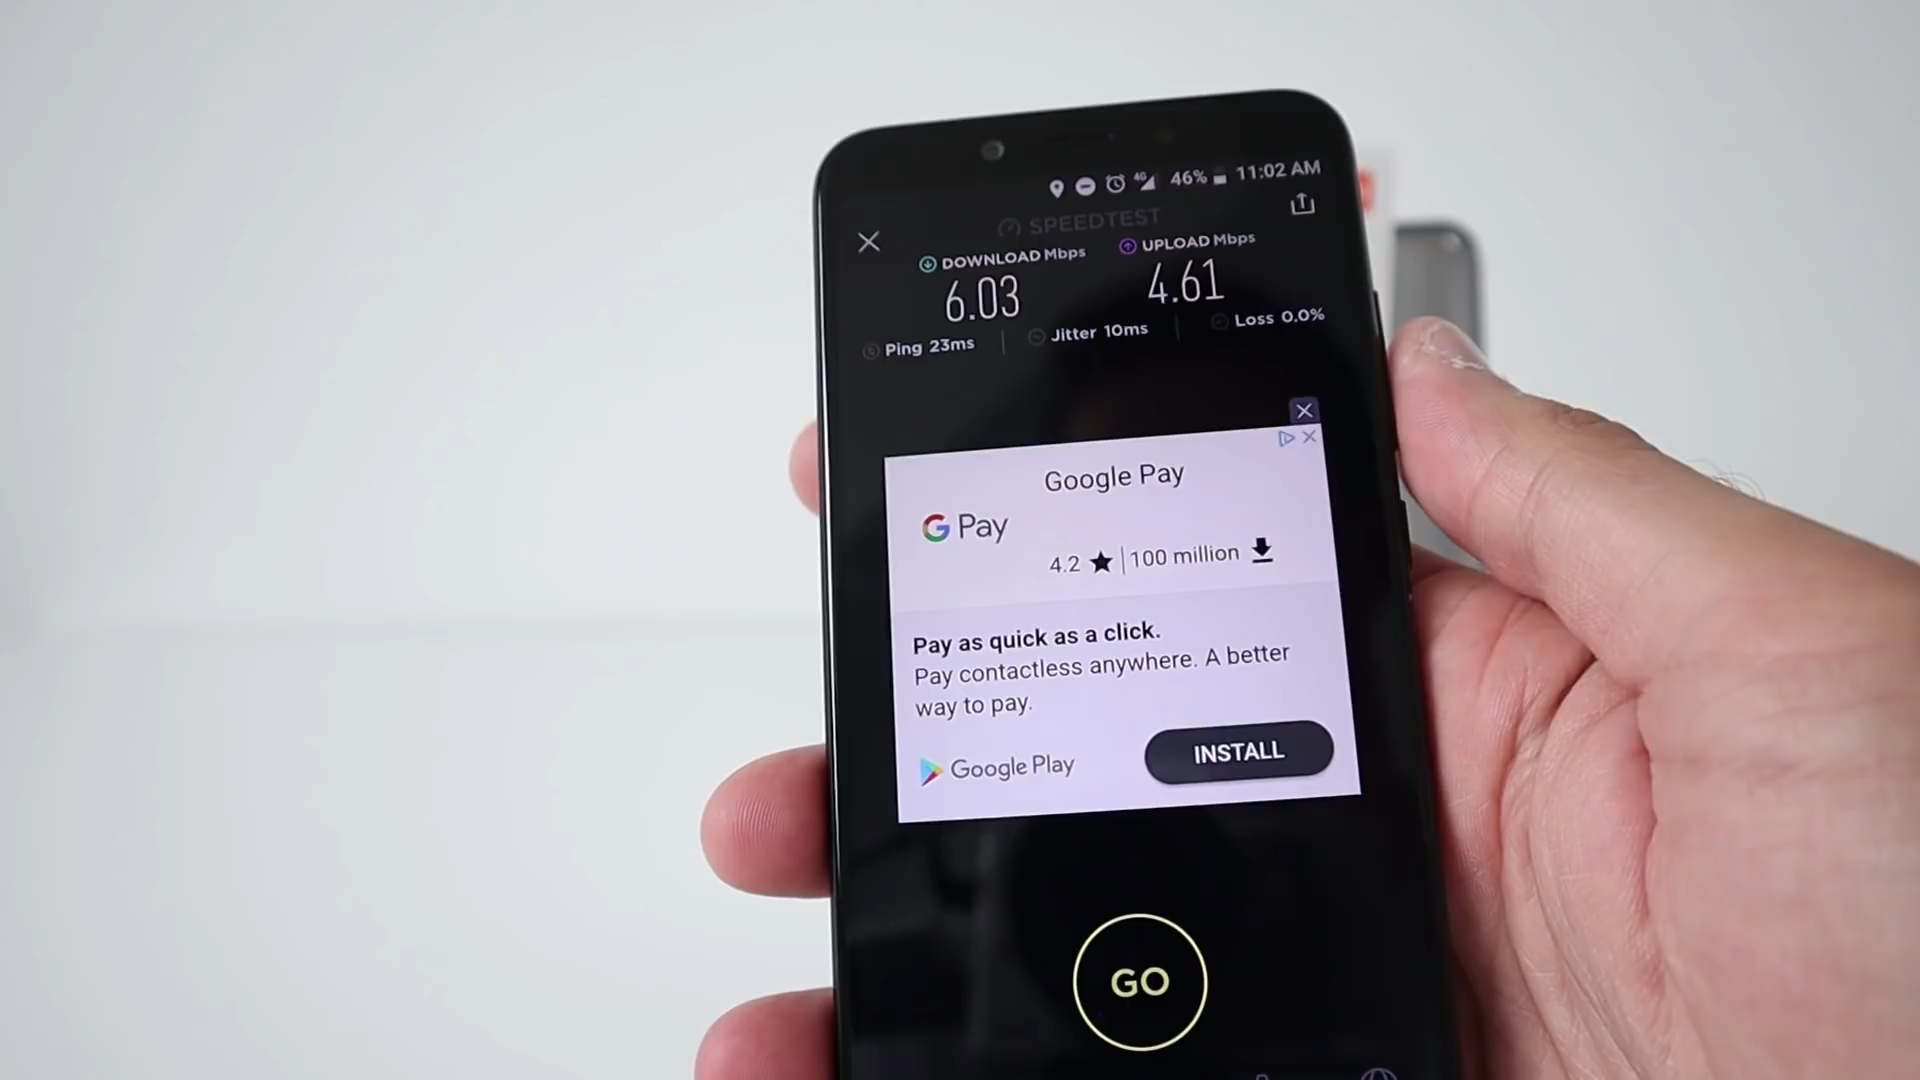 4G 46% 11:02 AM
SPEEDTEST
DOWNLOAD Mbps
6.03
UPLOAD Mbps
4.61
Ping 23ms
Jitter 10ms
Loss 0.0%
Google Pay
G Pay
4.2 ★ | 100 million
Pay as quick as a click.
Pay contactless anywhere. A better
way to pay.
Google Play
INSTALL
GO